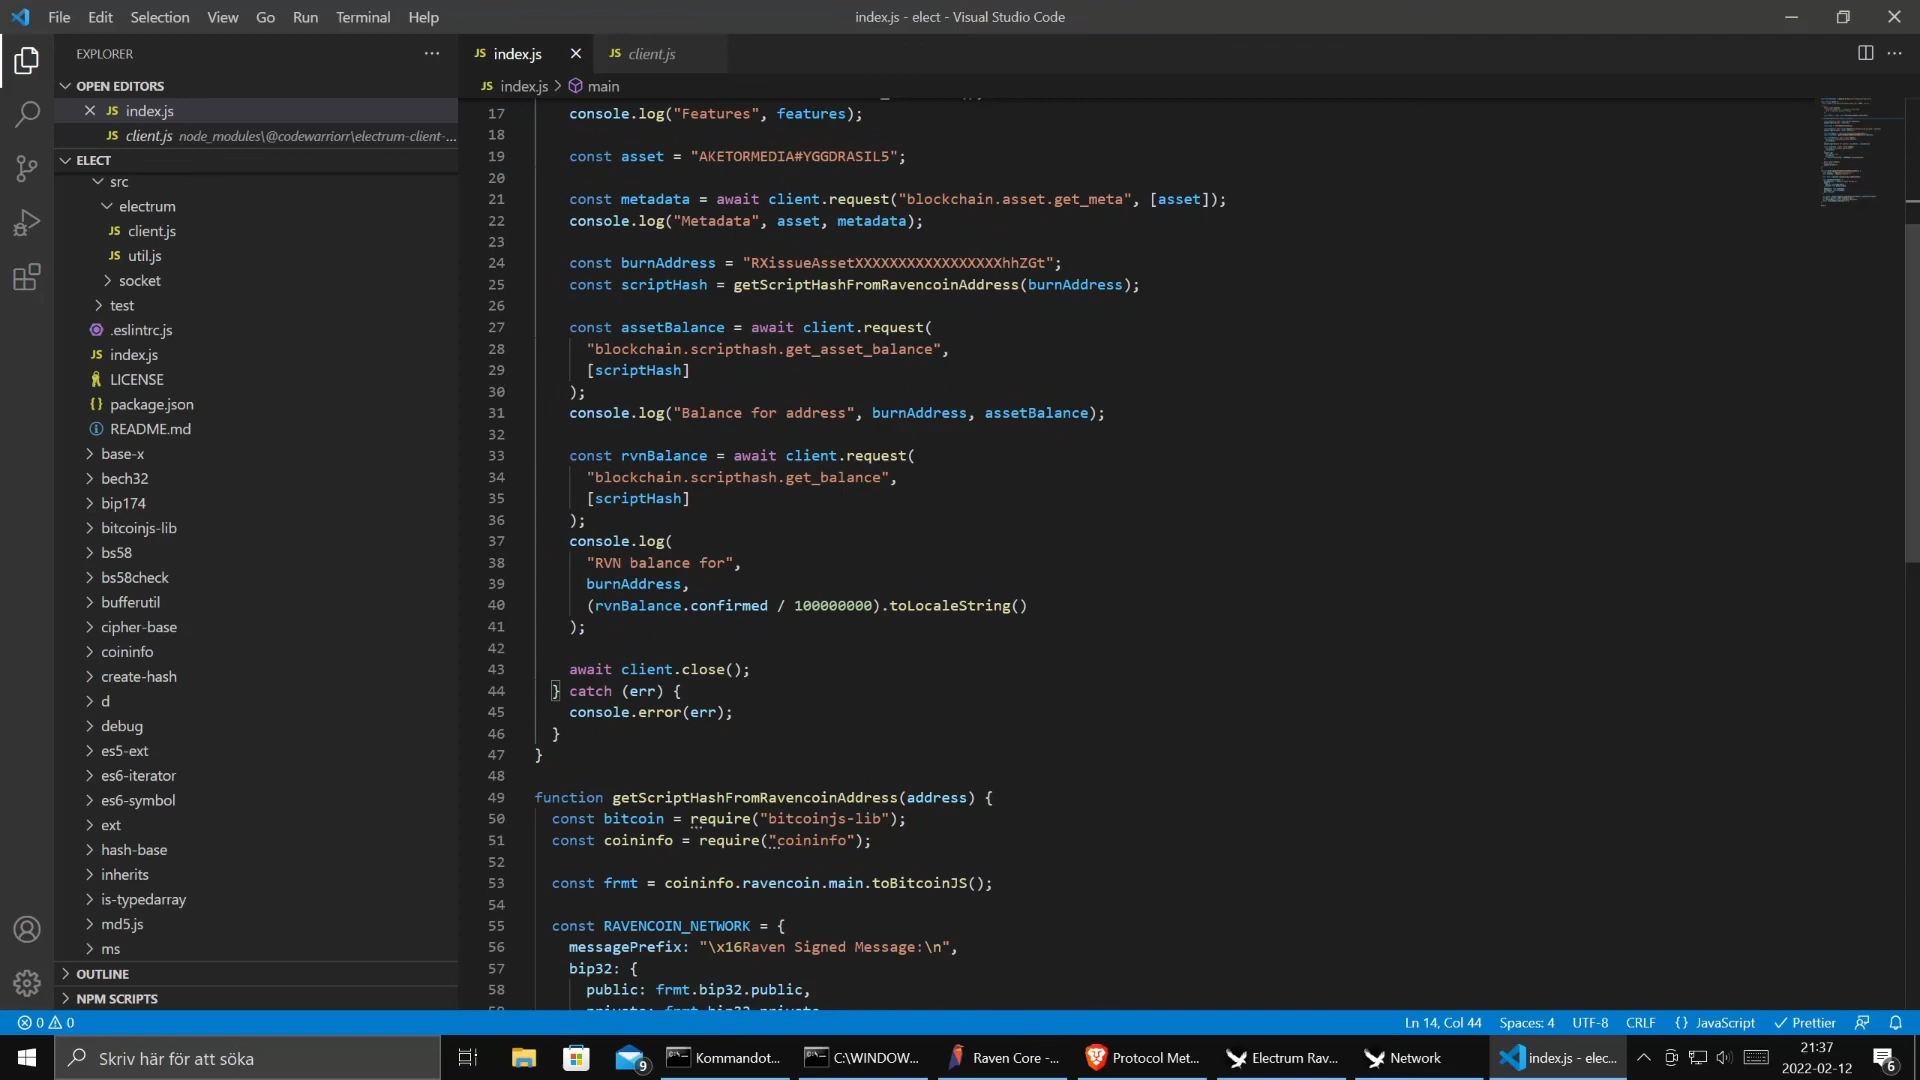 File Edit Selection View Go Run Terminal Help
index.js - elect - Visual Studio Code
EXPLORER
OPEN EDITORS
JS index.js
JS client.js node_modules\@codewarriorr\electrum-client-...
ELECT
src
electrum
JS client.js
JS util.js
socket
test
.eslintrc.js
JS index.js
LICENSE
{} package.json
README.md
base-x
bech32
bip174
bitcoinjs-lib
bs58
bs58check
bufferutil
cipher-base
coininfo
create-hash
d
debug
es5-ext
es6-iterator
es6-symbol
ext
hash-base
inherits
is-typedarray
md5.js
ms
OUTLINE
NPM SCRIPTS
JS index.js
JS client.js
JS index.js > main
17 console.log("Features", features);
18
19 const asset = "AKETORMEDIA#YGGDRASIL5";
20
21 const metadata = await client.request("blockchain.asset.get_meta", [asset]);
22 console.log("Metadata", asset, metadata);
23
24 const burnAddress = "RXissueAssetXXXXXXXXXXXXXXXXXhhZGt";
25 const scriptHash = getScriptHashFromRavencoinAddress(burnAddress);
26
27 const assetBalance = await client.request(
28 "blockchain.scripthash.get_asset_balance",
29 [scriptHash]
30 );
31 console.log("Balance for address", burnAddress, assetBalance);
32
33 const rvnBalance = await client.request(
34 "blockchain.scripthash.get_balance",
35 [scriptHash]
36 );
37 console.log(
38 "RVN balance for",
39 burnAddress,
40 (rvnBalance.confirmed / 100000000).toLocaleString()
41 );
42
43 await client.close();
44 } catch (err) {
45 console.error(err);
46 }
47 }
48
49 function getScriptHashFromRavencoinAddress(address) {
50 const bitcoin = require("bitcoinjs-lib");
51 const coininfo = require("coininfo");
52
53 const frmt = coininfo.ravencoin.main.toBitcoinJS();
54
55 const RAVENCOIN_NETWORK = {
56 messagePrefix: "\x16Raven Signed Message:\n",
57 bip32: {
58 public: frmt.bip32.public,
0 0
Ln 14, Col 44 Spaces: 4 UTF-8 CRLF {} JavaScript Prettier
Skriv här för att söka
9
Kommandot...
C:\WINDOW...
Raven Core -...
Protocol Met...
Electrum Rav...
Network
index.js - elec...
21:37
2022-02-12
6